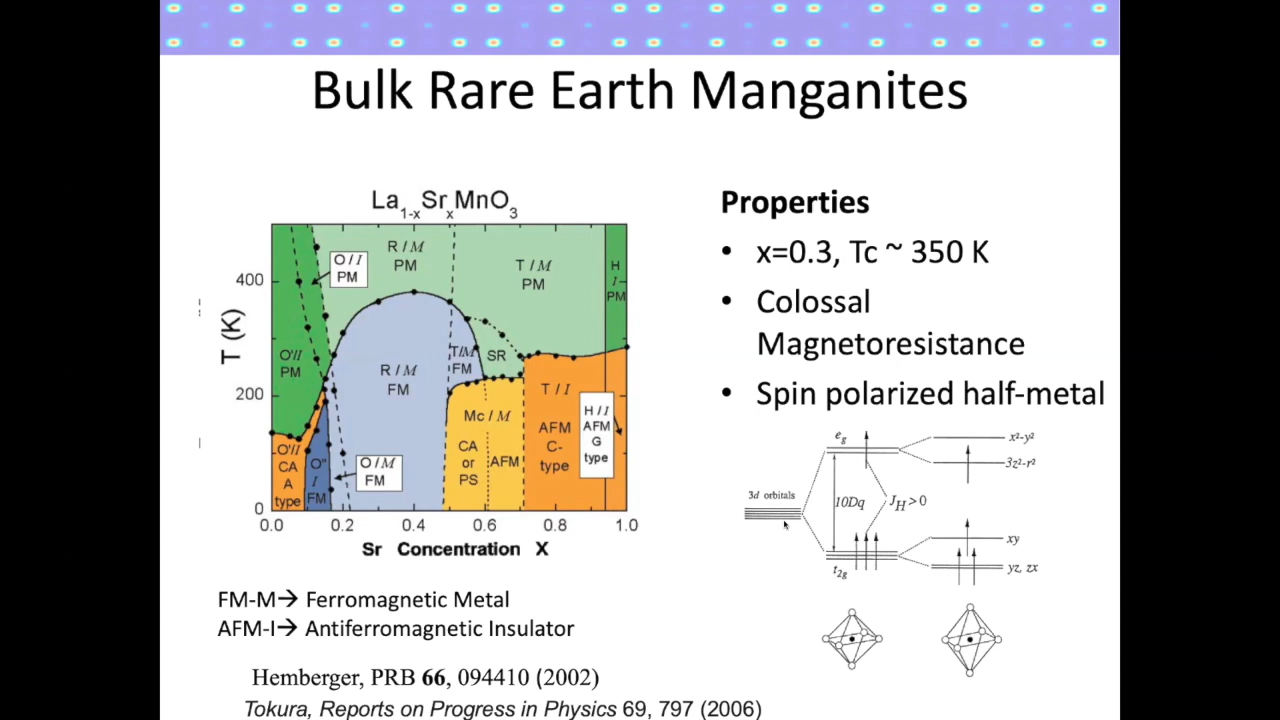 Bulk Rare Earth Manganites
La1-xSrxMnO3
T (K)
400
200
0
0.0 0.2 0.4 0.6 0.8 1.0
Sr Concentration X
O / I
PM
R / M
PM
T / M
PM
H
I
PM
O'/I
PM
R / M
FM
T/M
FM
SR
T / I
AFM
C-
type
H / I
AFM
G
type
Mc / M
CA
or
PS
AFM
O'/I
CA
A
type
O"
I
FM
O / M
FM
FM-M→ Ferromagnetic Metal
AFM-I→ Antiferromagnetic Insulator
Hemberger, PRB 66, 094410 (2002)
Tokura, Reports on Progress in Physics 69, 797 (2006)
Properties
• x=0.3, Tc ~ 350 K
• Colossal
Magnetoresistance
• Spin polarized half-metal
3d orbitals
eg
10Dq
JH>0
t2g
x²-y²
3z²-r²
xy
yz, zx